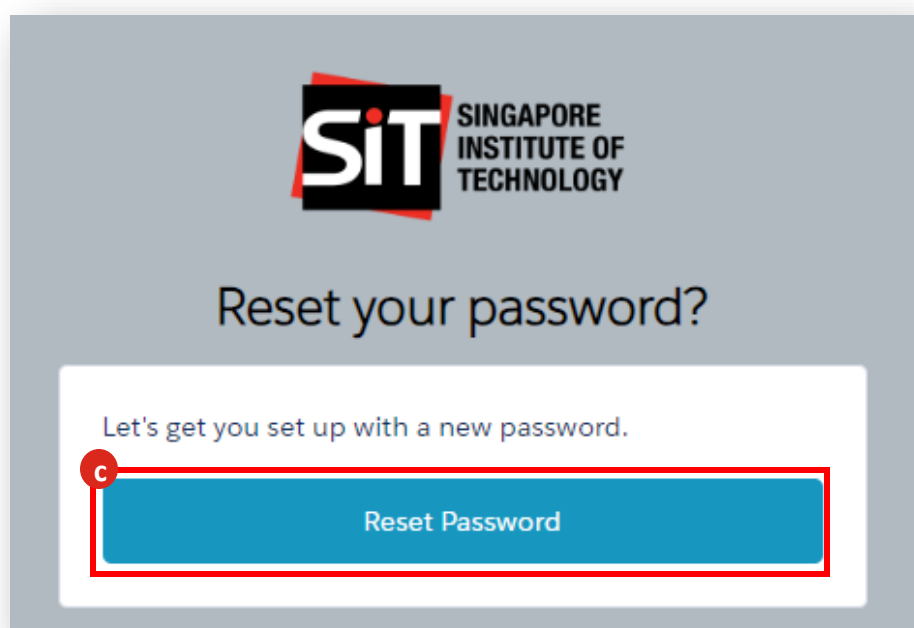 SiT
SINGAPORE
INSTITUTE OF
TECHNOLOGY
Reset your password?
Let's get you set up with a new password.
c
Reset Password